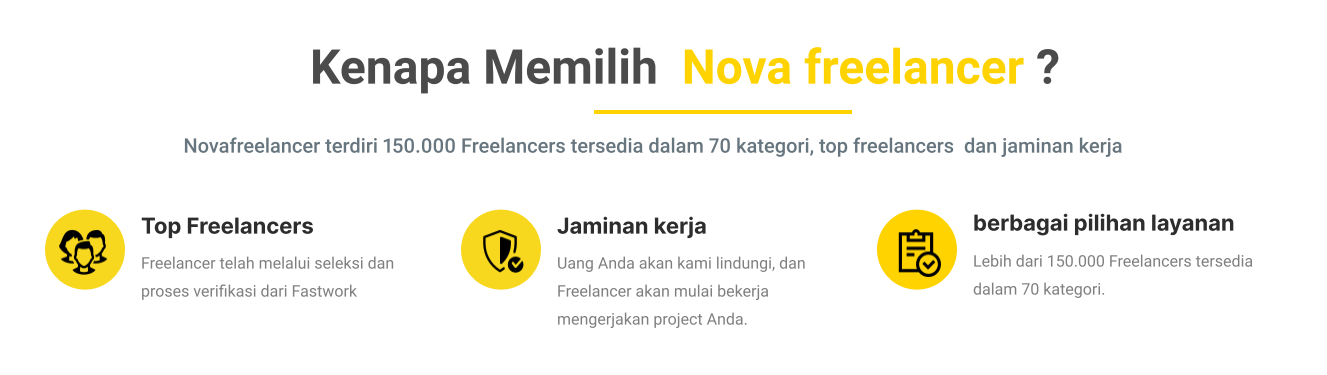 Kenapa Memilih Nova freelancer ?
Novafreelancer terdiri 150.000 Freelancers tersedia dalam 70 kategori, top freelancers dan jaminan kerja
Top Freelancers
Freelancer telah melalui seleksi dan
proses verifikasi dari Fastwork
Jaminan kerja
Uang Anda akan kami lindungi, dan
Freelancer akan mulai bekerja
mengerjakan project Anda.
berbagai pilihan layanan
Lebih dari 150.000 Freelancers tersedia
dalam 70 kategori.